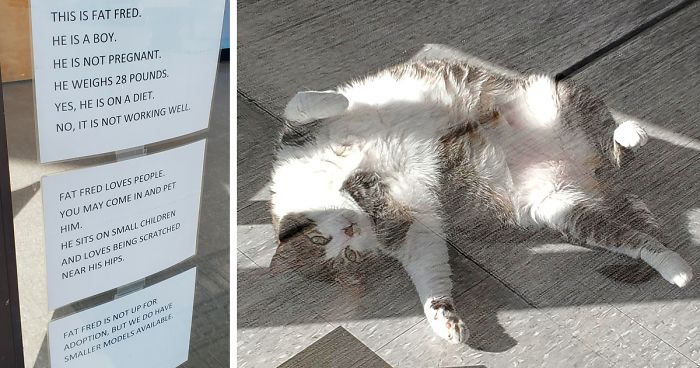 THIS IS FAT FRED.
HE IS A BOY.
HE IS NOT PREGNANT.
HE WEIGHS 28 POUNDS.
YES, HE IS ON A DIET.
NO, IT IS NOT WORKING WELL.
FAT FRED LOVES PEOPLE.
YOU MAY COME IN AND PET
HIM.
HE SITS ON SMALL CHILDREN
AND LOVES BEING SCRATCHED
NEAR HIS HIPS.
FAT FRED IS NOT UP FOR
ADOPTION, BUT WE DO HAVE
SMALLER MODELS AVAILABLE.